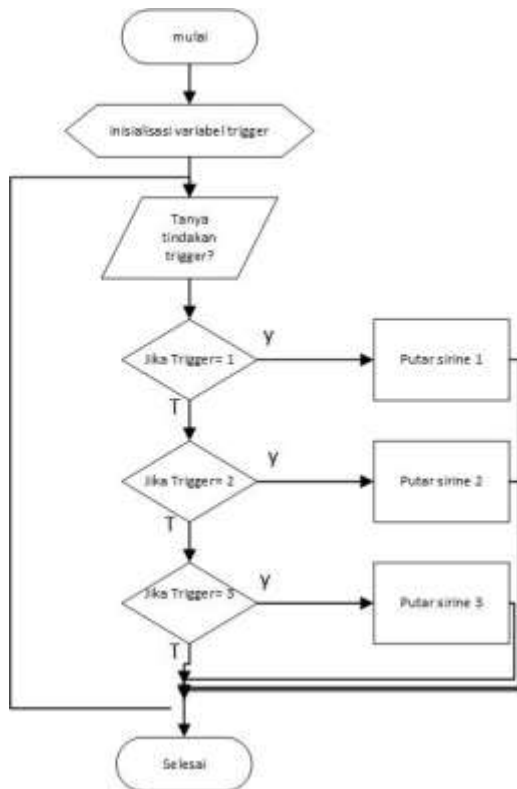 mulai
Inisialisasi variabel trigger
Tanya
tindakan
trigger?
Jika Trigger= 1
Y
Putar sirine 1
T
Jika Trigger= 2
Y
Putar sirine 2
T
Jika Trigger= 3
Y
Putar sirine 3
T
Selesai